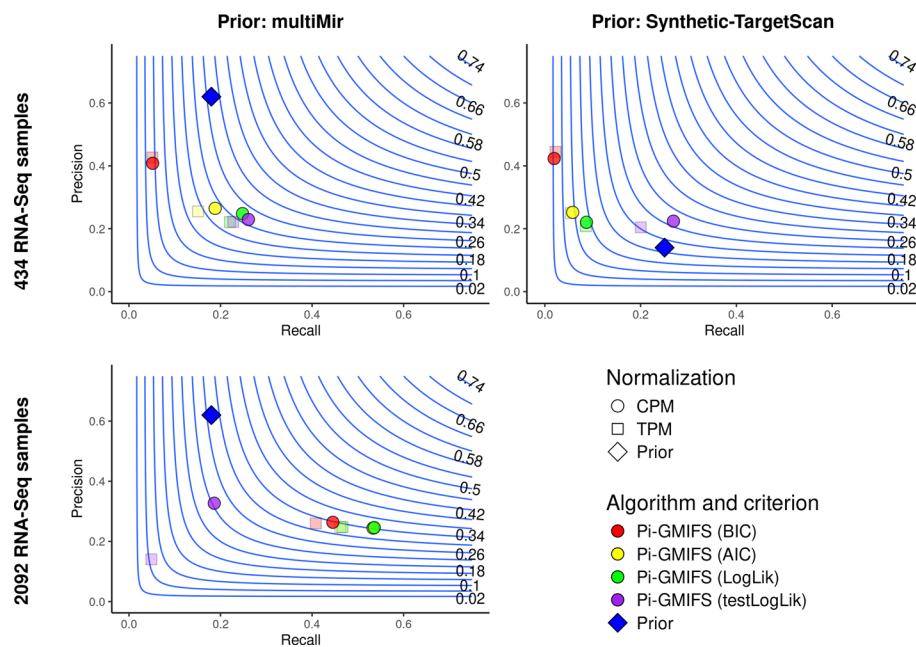 Prior: multiMir
Prior: Synthetic-TargetScan
434 RNA-Seq samples
Precision
0.6
0.4
0.2
0.0
0.74
0.66
0.58
0.5
0.42
0.34
0.26
0.18
0.1
0.02
0.0 0.2 0.4 0.6
Recall
Precision
0.6
0.4
0.2
0.0
0.74
0.66
0.58
0.5
0.42
0.34
0.26
0.18
0.1
0.02
0.0 0.2 0.4 0.6
Recall
2092 RNA-Seq samples
Precision
0.6
0.4
0.2
0.0
0.74
0.66
0.58
0.5
0.42
0.34
0.26
0.18
0.1
0.02
0.0 0.2 0.4 0.6
Recall
Normalization
CPM
TPM
Prior
Algorithm and criterion
Pi-GMIFS (BIC)
Pi-GMIFS (AIC)
Pi-GMIFS (LogLik)
Pi-GMIFS (testLogLik)
Prior